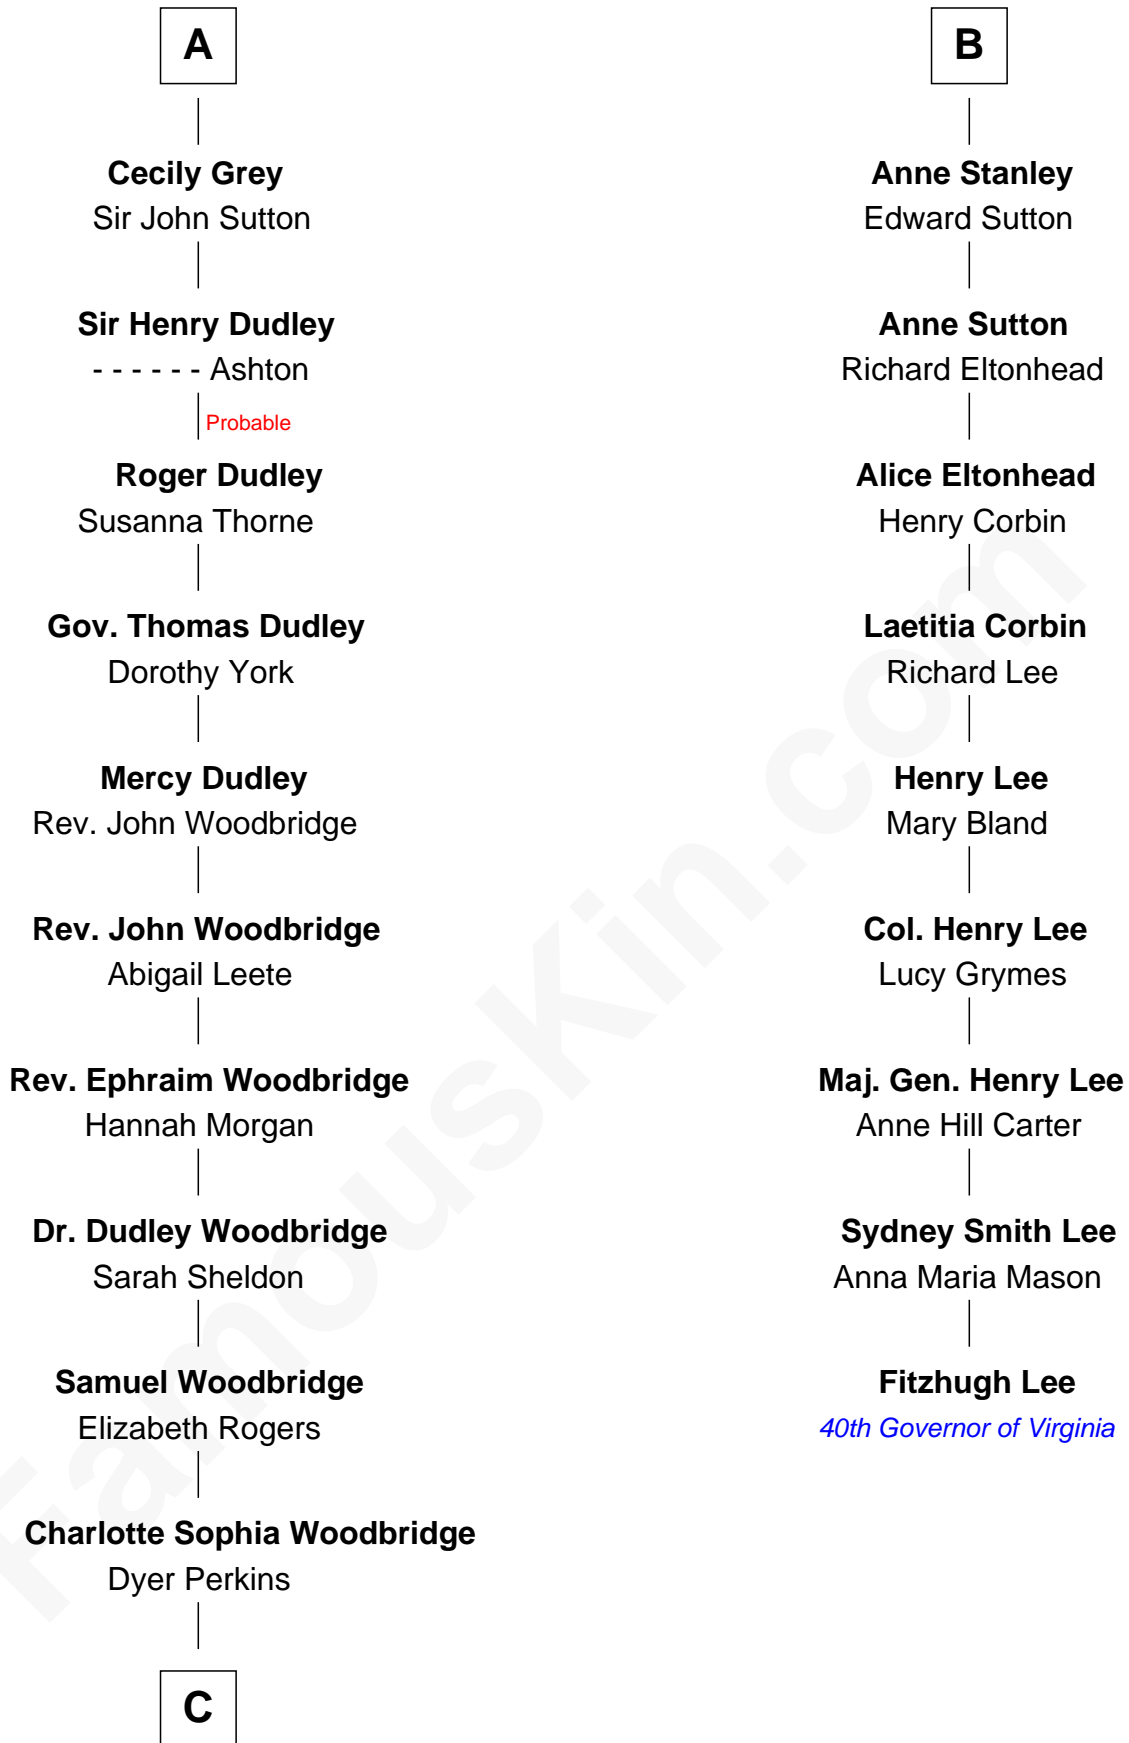 A
Cecily Grey
Sir John Sutton
Sir Henry Dudley
- - - - - - Ashton
Probable
Roger Dudley
Susanna Thorne
Gov. Thomas Dudley
Dorothy York
Mercy Dudley
Rev. John Woodbridge
Rev. John Woodbridge
Abigail Leete
Rev. Ephraim Woodbridge
Hannah Morgan
Dr. Dudley Woodbridge
Sarah Sheldon
Samuel Woodbridge
Elizabeth Rogers
Charlotte Sophia Woodbridge
Dyer Perkins
C
B
Anne Stanley
Edward Sutton
Anne Sutton
Richard Eltonhead
Alice Eltonhead
Henry Corbin
Laetitia Corbin
Richard Lee
Henry Lee
Mary Bland
Col. Henry Lee
Lucy Grymes
Maj. Gen. Henry Lee
Anne Hill Carter
Sydney Smith Lee
Anna Maria Mason
Fitzhugh Lee
40th Governor of Virginia
FamousKin.com